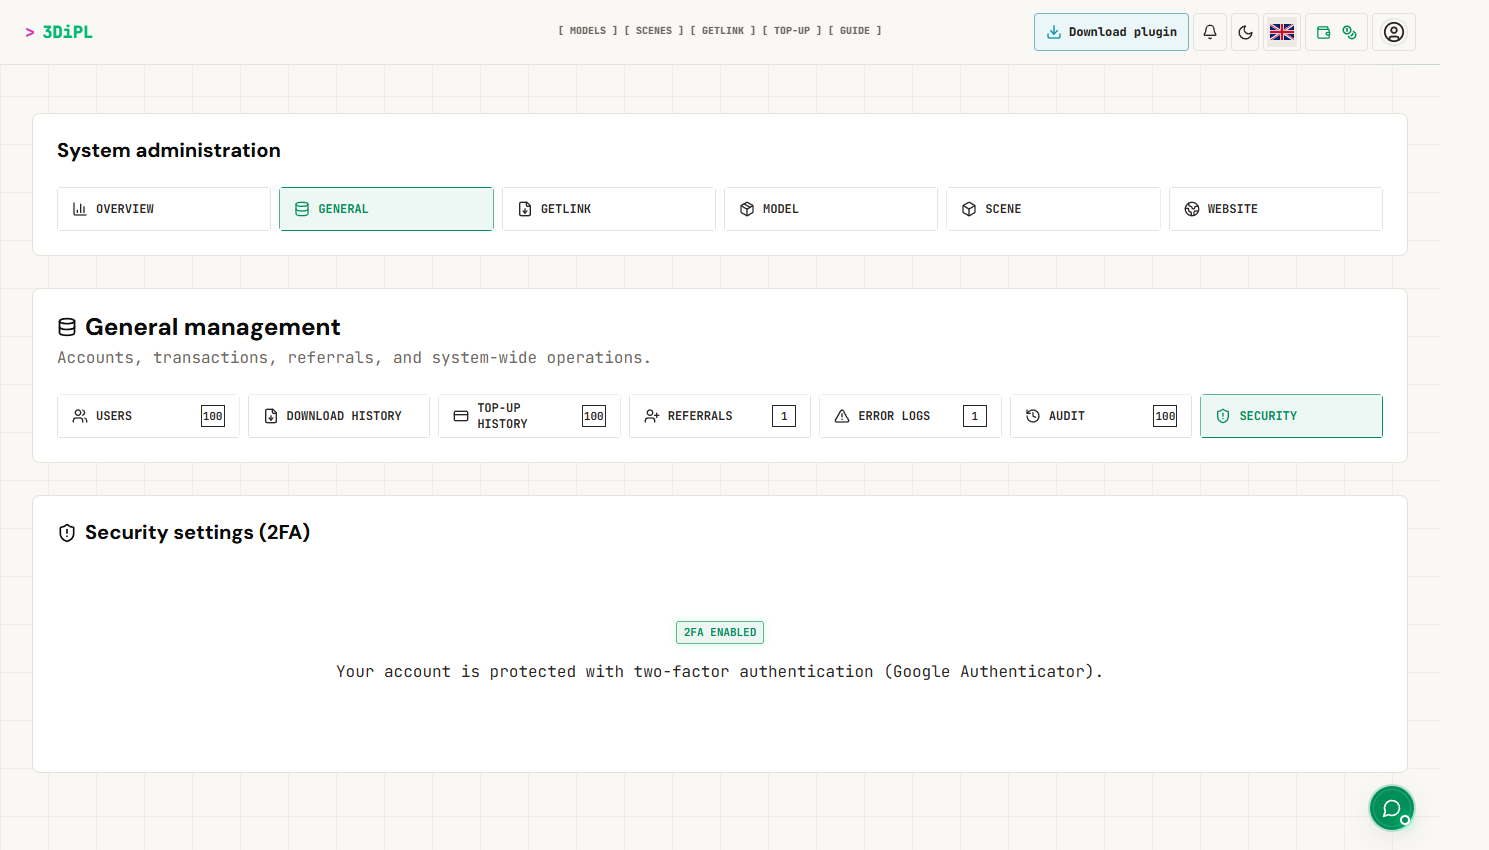 > 3DiPL
[ MODELS ] [ SCENES ] [ GETLINK ] [ TOP-UP ] [ GUIDE ]
Download plugin
System administration
OVERVIEW
GENERAL
GETLINK
MODEL
SCENE
WEBSITE
General management
Accounts, transactions, referrals, and system-wide operations.
USERS 100
DOWNLOAD HISTORY
TOP-UP
HISTORY 100
REFERRALS 1
ERROR LOGS 1
AUDIT 100
SECURITY
Security settings (2FA)
2FA ENABLED
Your account is protected with two-factor authentication (Google Authenticator).